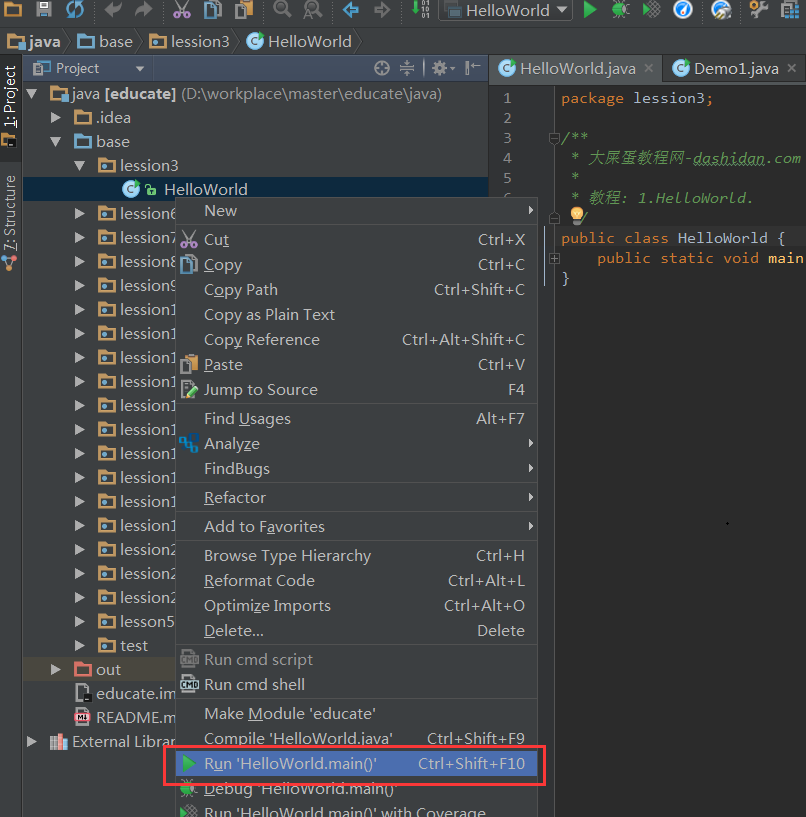 HelloWorld
java base lession3 HelloWorld
Project
HelloWorld.java Demo1.java
1: Project
7: Structure
java [educate] (D:\workplace\master\educate\java)
.idea
base
lession3
HelloWorld
lession6
lession7
lession8
lession9
lession1
lession1
lession1
lession1
lession1
lession1
lession1
lession1
lession1
lession1
lession2
lession2
lession2
lesson5
test
out
educate.im
README.m
External Librar
New
Cut Ctrl+X
Copy Ctrl+C
Copy Path Ctrl+Shift+C
Copy as Plain Text
Copy Reference Ctrl+Alt+Shift+C
Paste Ctrl+V
Jump to Source F4
Find Usages Alt+F7
Analyze
FindBugs
Refactor
Add to Favorites
Browse Type Hierarchy Ctrl+H
Reformat Code Ctrl+Alt+L
Optimize Imports Ctrl+Alt+O
Delete... Delete
Run cmd script
Run cmd shell
Make Module 'educate'
Compile 'HelloWorld.java' Ctrl+Shift+F9
Run 'HelloWorld.main()' Ctrl+Shift+F10
Debug 'HelloWorld.main()'
Run 'HelloWorld.main()' with Coverage
1 package lession3;
2
3 /**
4 * 大屎蛋教程网-dashidan.com
5 *
6 * 教程: 1.HelloWorld.
7 */
8 public class HelloWorld {
9 public static void main
12 }